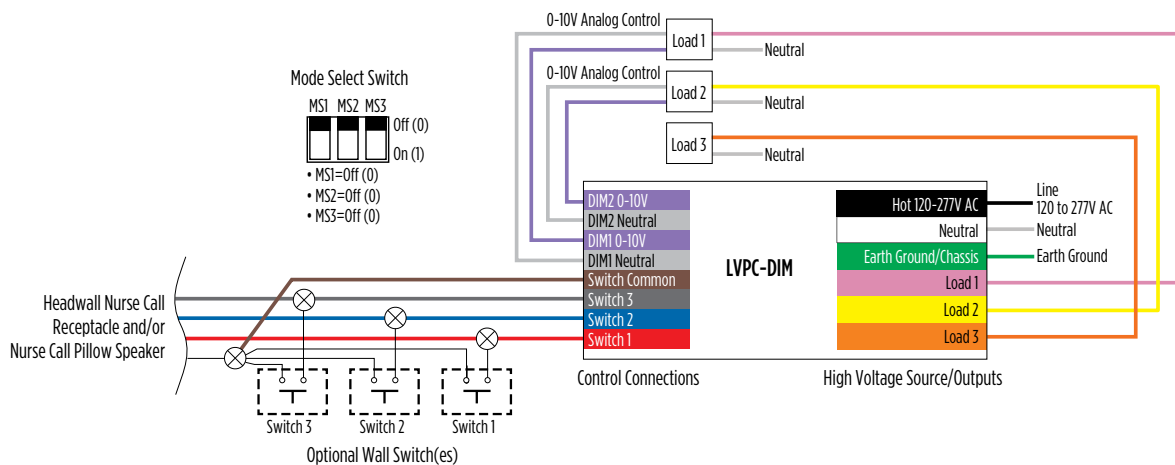 0-10V Analog Control
Load 1
Neutral
0-10V Analog Control
Load 2
Neutral
Load 3
Neutral
Mode Select Switch
MS1 MS2 MS3
Off (0)
On (1)
• MS1=Off (0)
• MS2=Off (0)
• MS3=Off (0)
DIM2 0-10V
DIM2 Neutral
DIM1 0-10V
DIM1 Neutral
Switch Common
Switch 3
Switch 2
Switch 1
LVPC-DIM
Hot 120-277V AC
Neutral
Earth Ground/Chassis
Load 1
Load 2
Load 3
Line
120 to 277V AC
Neutral
Earth Ground
Headwall Nurse Call
Receptacle and/or
Nurse Call Pillow Speaker
Control Connections
High Voltage Source/Outputs
Switch 3
Switch 2
Switch 1
Optional Wall Switch(es)